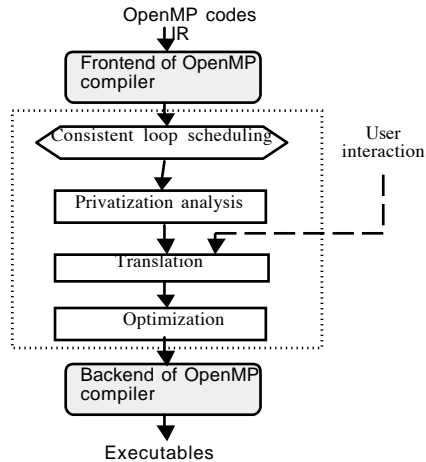 OpenMP codes
IR
Frontend of OpenMP
compiler
Consistent loop scheduling
User
interaction
Privatization analysis
Translation
Optimization
Backend of OpenMP
compiler
Executables